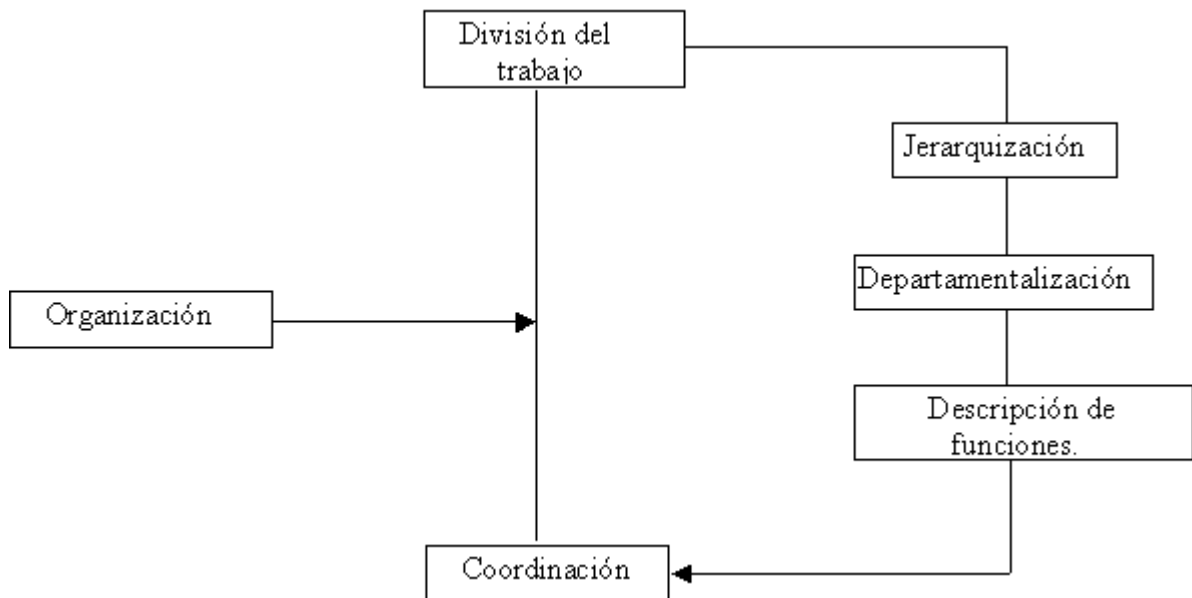 División del
trabajo
Jerarquización
Departamentalización
Organización
Descripción de
funciones.
Coordinación